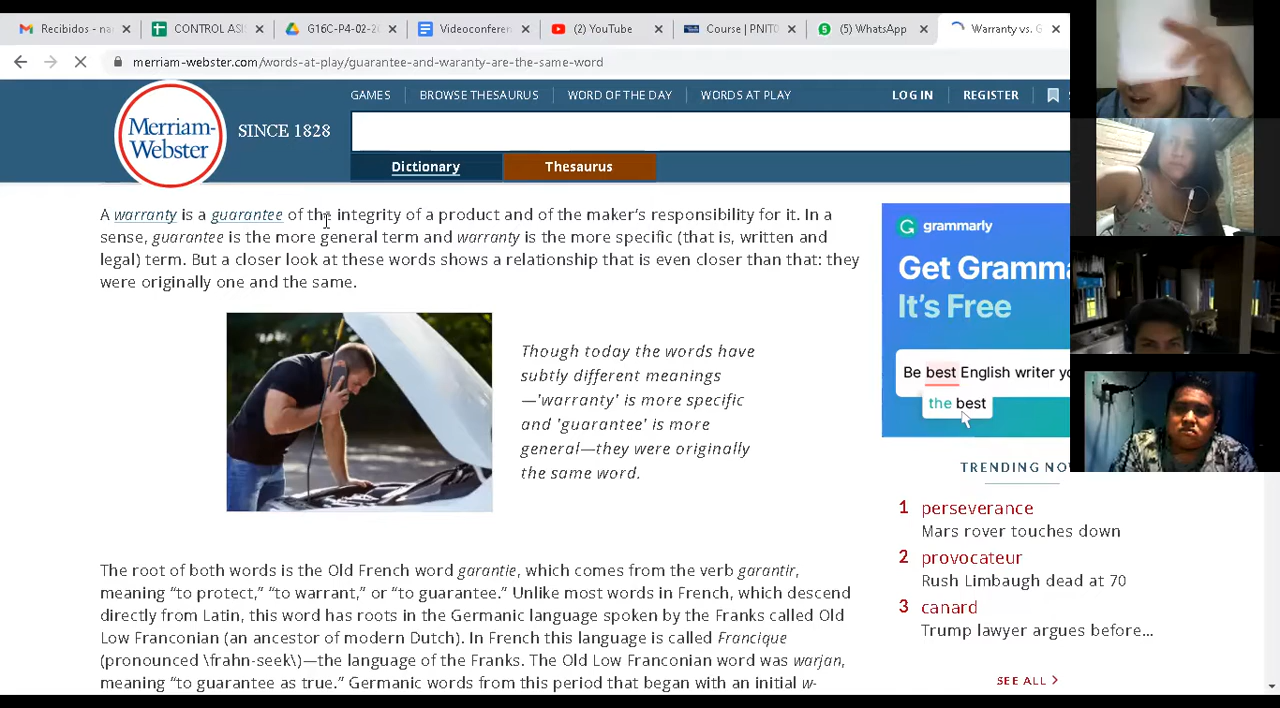 Recibidos - na
CONTROL ASI
G16C-P4-02-2
Videoconferen
(2) YouTube
Course | PNITO
(5) WhatsApp
Warranty vs. G
merriam-webster.com/words-at-play/guarantee-and-waranty-are-the-same-word
Merriam-
Webster
SINCE 1828
GAMES
BROWSE THESAURUS
WORD OF THE DAY
WORDS AT PLAY
LOG IN
REGISTER
Dictionary
Thesaurus
A warranty is a guarantee of the integrity of a product and of the maker's responsibility for it. In a
sense, guarantee is the more general term and warranty is the more specific (that is, written and
legal) term. But a closer look at these words shows a relationship that is even closer than that: they
were originally one and the same.
Though today the words have
subtly different meanings
—'warranty' is more specific
and 'guarantee' is more
general—they were originally
the same word.
The root of both words is the Old French word garantie, which comes from the verb garantir,
meaning "to protect," "to warrant," or "to guarantee." Unlike most words in French, which descend
directly from Latin, this word has roots in the Germanic language spoken by the Franks called Old
Low Franconian (an ancestor of modern Dutch). In French this language is called Francique
(pronounced \frahn-seek\)—the language of the Franks. The Old Low Franconian word was warjan,
meaning "to guarantee as true." Germanic words from this period that began with an initial w-
grammarly
Get Gramma
It's Free
Be best English writer yo
the best
TRENDING NOW
1 perseverance
Mars rover touches down
2 provocateur
Rush Limbaugh dead at 70
3 canard
Trump lawyer argues before...
SEE ALL >